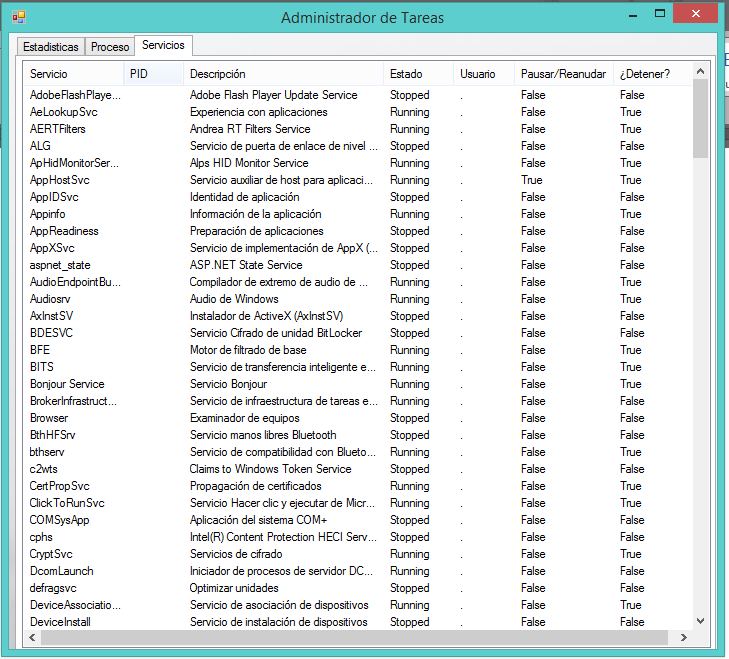 Administrador de Tareas
Estadisticas Proceso Servicios
Servicio PID Descripción Estado Usuario Pausar/Reanudar ¿Detener?
AdobeFlashPlaye... Adobe Flash Player Update Service Stopped . False False
AeLookupSvc Experiencia con aplicaciones Running . False True
AERTFilters Andrea RT Filters Service Running . False True
ALG Servicio de puerta de enlace de nivel ... Stopped . False False
ApHidMonitorSer... Alps HID Monitor Service Running . False True
AppHostSvc Servicio auxiliar de host para aplicaci... Running . True True
AppIDSvc Identidad de aplicación Stopped . False False
Appinfo Información de la aplicación Running . False True
AppReadiness Preparación de aplicaciones Stopped . False False
AppXSvc Servicio de implementación de AppX (... Stopped . False False
aspnet_state ASP.NET State Service Stopped . False False
AudioEndpointBu... Compilador de extremo de audio de ... Running . False True
Audiosrv Audio de Windows Running . False True
AxInstSV Instalador de ActiveX (AxInstSV) Stopped . False False
BDESVC Servicio Cifrado de unidad BitLocker Stopped . False False
BFE Motor de filtrado de base Running . False True
BITS Servicio de transferencia inteligente e... Running . False True
Bonjour Service Servicio Bonjour Running . False True
BrokerInfrastruct... Servicio de infraestructura de tareas e... Running . False False
Browser Examinador de equipos Stopped . False False
BthHFSrv Servicio manos libres Bluetooth Stopped . False False
bthserv Servicio de compatibilidad con Blueto... Running . False True
c2wts Claims to Windows Token Service Stopped . False False
CertPropSvc Propagación de certificados Running . False True
ClickToRunSvc Servicio Hacer clic y ejecutar de Micr... Running . False True
COMSysApp Aplicación del sistema COM+ Stopped . False False
cphs Intel(R) Content Protection HECI Serv... Stopped . False False
CryptSvc Servicios de cifrado Running . False True
DcomLaunch Iniciador de procesos de servidor DC... Running . False False
defragsvc Optimizar unidades Stopped . False False
DeviceAssociatio... Servicio de asociación de dispositivos Running . False True
DeviceInstall Servicio de instalación de dispositivos Stopped . False False